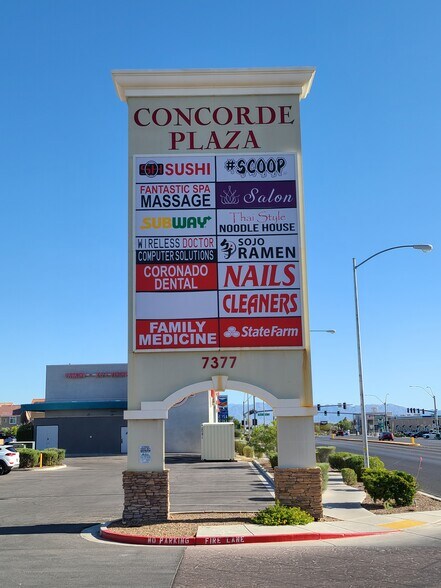 CONCORDE
PLAZA
SUSHI
#SCOOP
FANTASTIC SPA
MASSAGE
Salon
SUBWAY
Thai Style
NOODLE HOUSE
WIRELESS DOCTOR
COMPUTER SOLUTIONS
SOJO
RAMEN
CORONADO
DENTAL
NAILS
CLEANERS
FAMILY
MEDICINE
StateFarm
7377
NO PARKING FIRE LANE